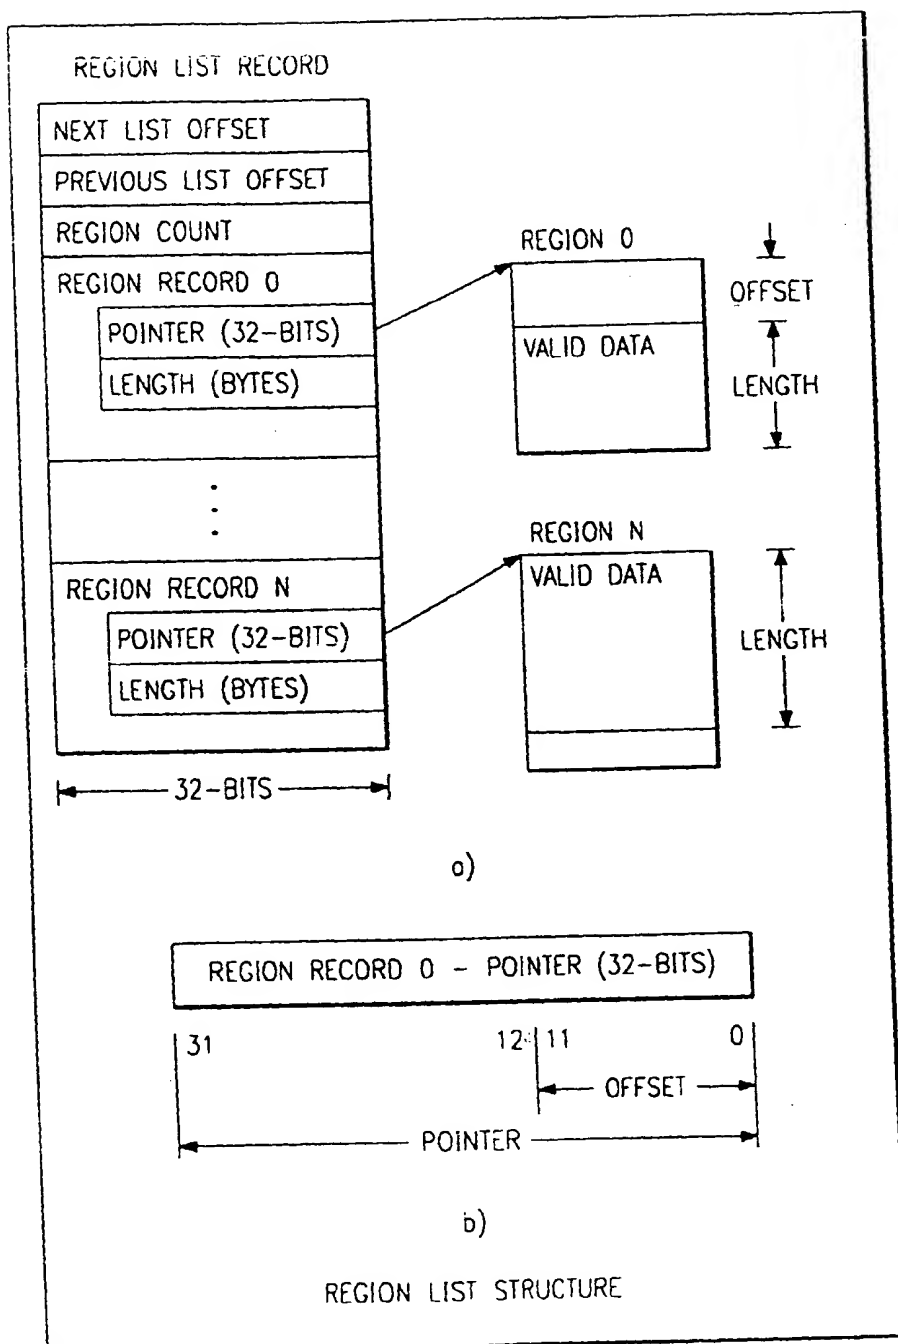 REGION LIST RECORD
NEXT LIST OFFSET
PREVIOUS LIST OFFSET
REGION COUNT
REGION RECORD 0
POINTER (32-BITS)
LENGTH (BYTES)
REGION RECORD N
POINTER (32-BITS)
LENGTH (BYTES)
32-BITS
REGION 0
VALID DATA
OFFSET
LENGTH
REGION N
VALID DATA
LENGTH
a)
REGION RECORD 0 - POINTER (32-BITS)
31 12 11 0
OFFSET
POINTER
b)
REGION LIST STRUCTURE